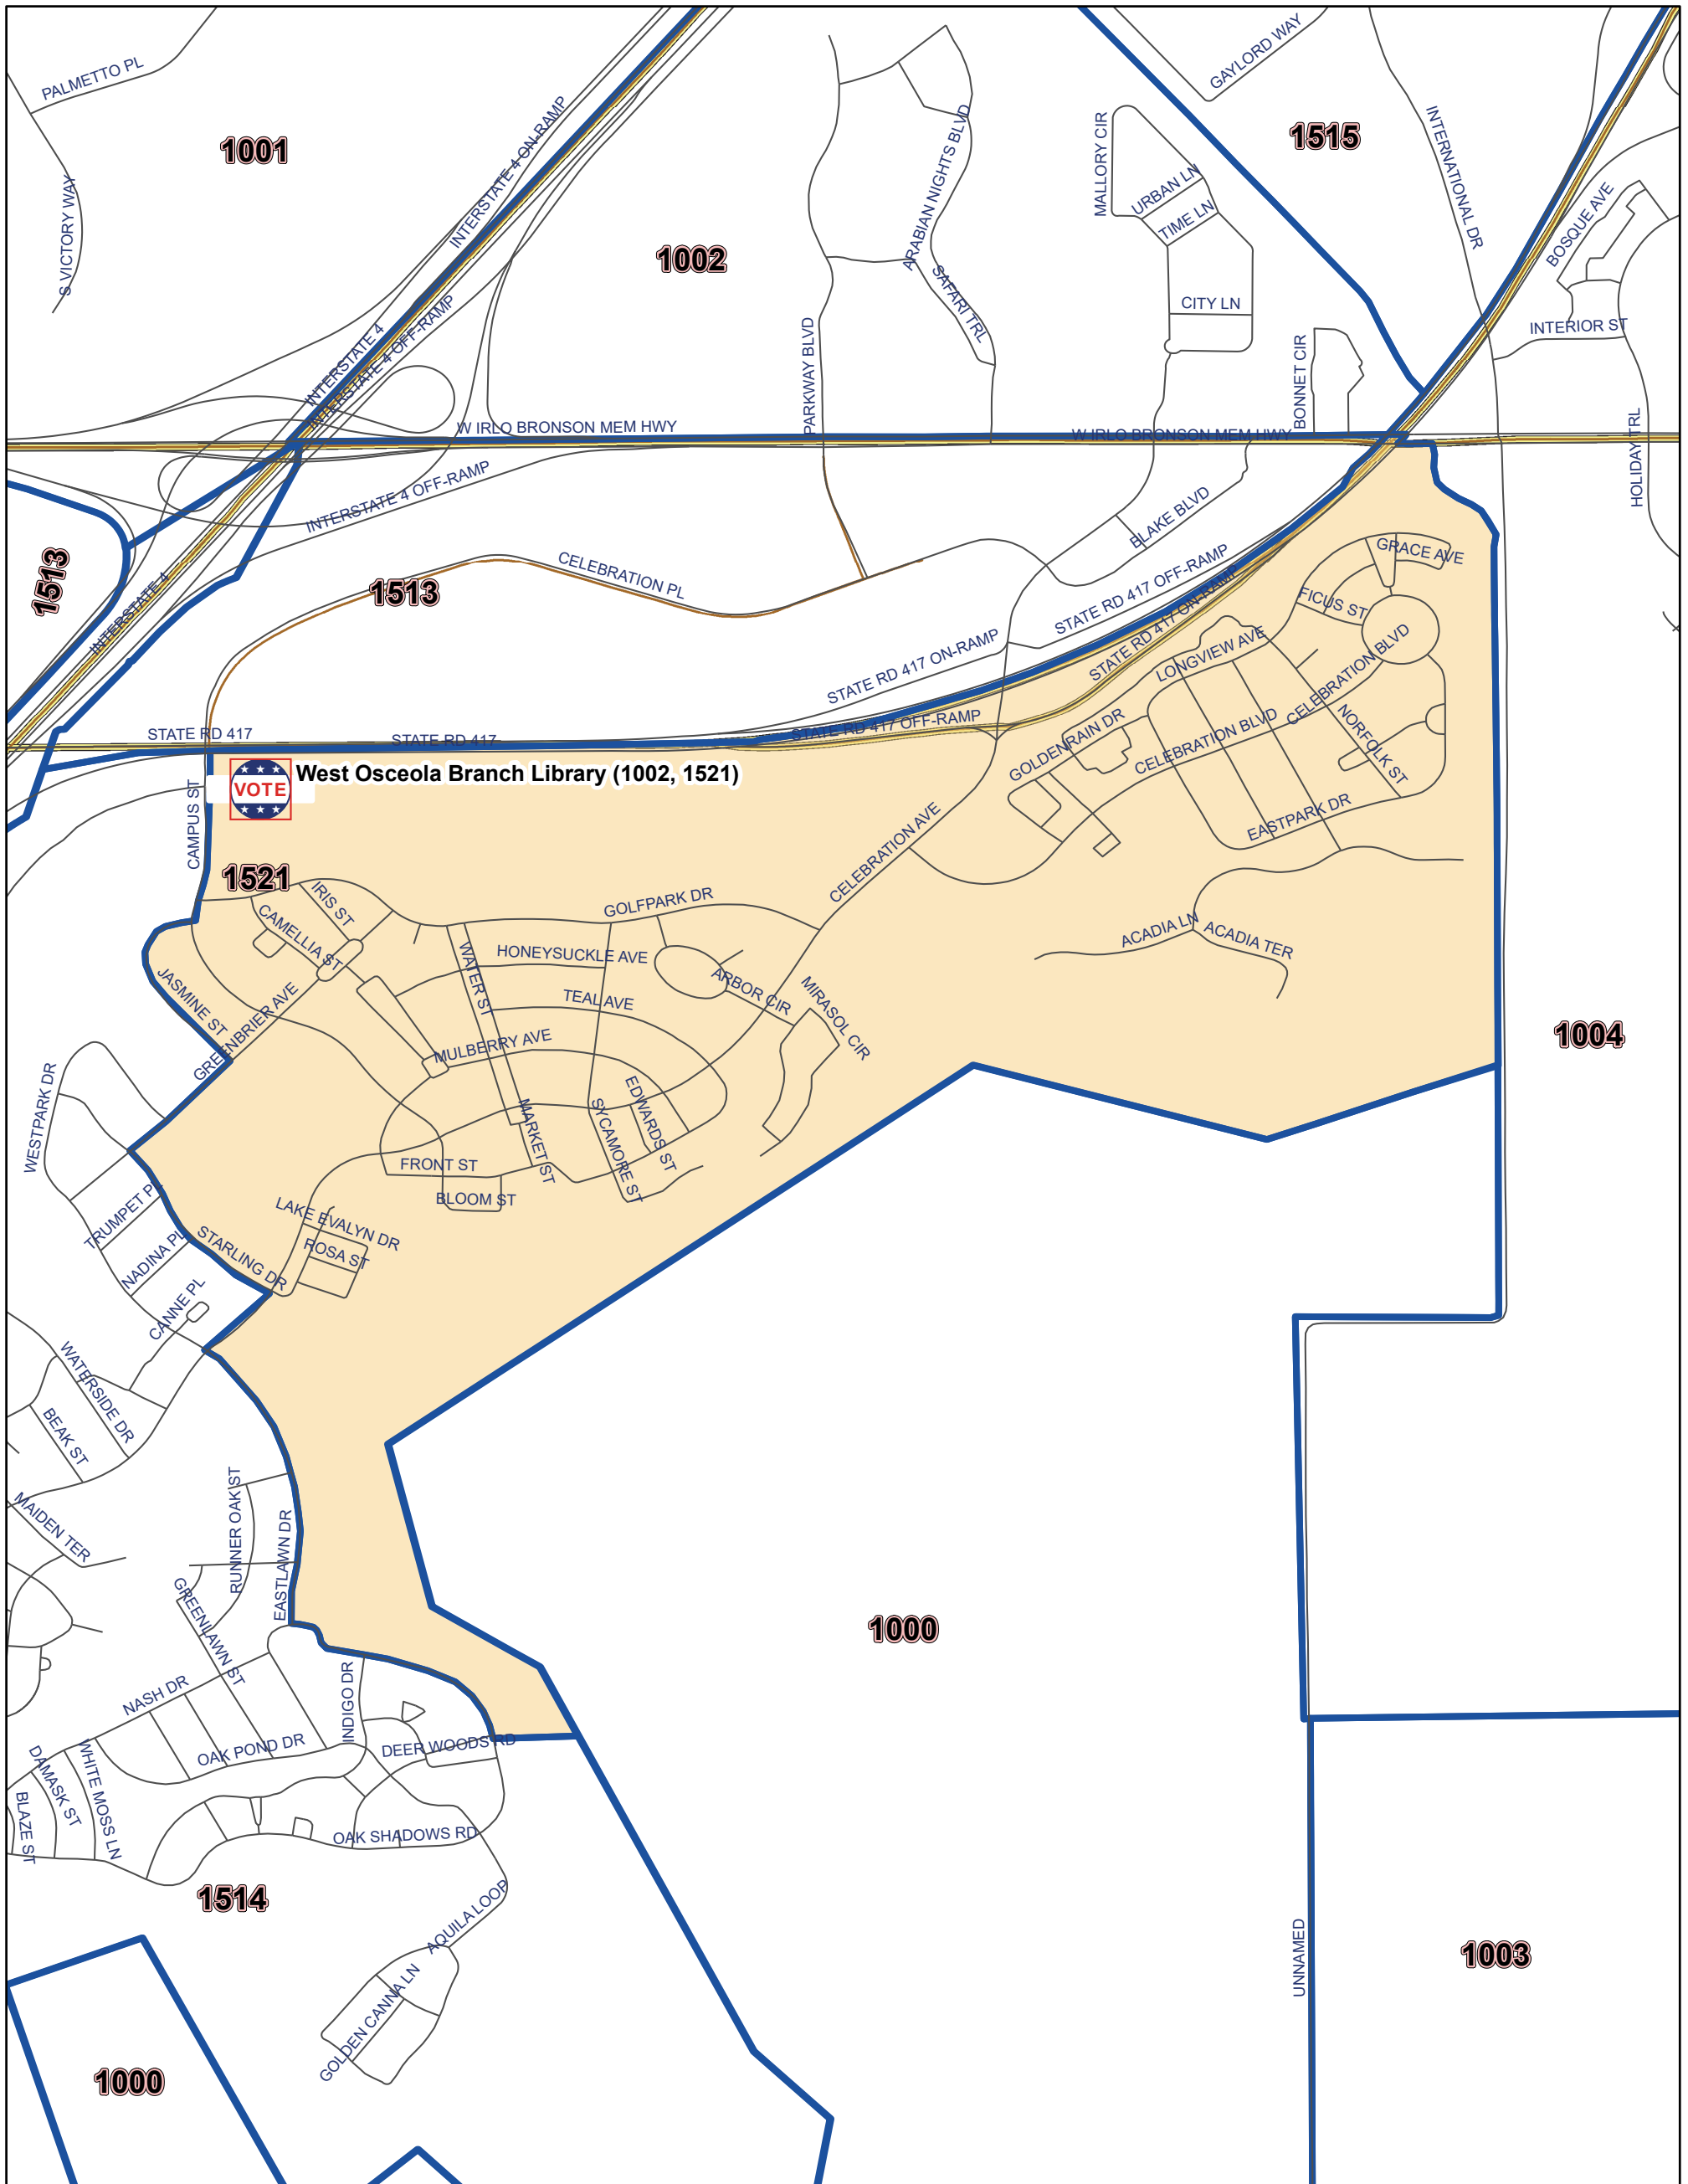 PALMETTO PL
1001
S VICTORY WAY
INTERSTATE 4 ON-RAMP
1002
ARABIAN NIGHTS BLVD
SAFARI TRL
PARKWAY BLVD
MALLORY CIR
URBAN LN
TIME LN
CITY LN
GAYLORD WAY
1515
INTERNATIONAL DR
BOSQUE AVE
INTERIOR ST
BONNET CIR
HOLIDAY TRL
INTERSTATE 4
INTERSTATE 4 OFF-RAMP
W IRLO BRONSON MEM HWY
W IRLO BRONSON MEM HWY
INTERSTATE 4 OFF-RAMP
1513
INTERSTATE 4
1513
CELEBRATION PL
BLAKE BLVD
STATE RD 417 OFF-RAMP
STATE RD 417 ON-RAMP
STATE RD 417 ON-RAMP
STATE RD 417 OFF-RAMP
STATE RD 417
STATE RD 417
GRACE AVE
FICUS ST
LONGVIEW AVE
CELEBRATION BLVD
CELEBRATION BLVD
GOLDENRAIN DR
NORFOLK ST
EASTPARK DR
VOTE
West Osceola Branch Library (1002, 1521)
CAMPUS ST
1521
IRIS ST
CAMELLIA ST
JASMINE ST
GREENBRIER AVE
GOLFPARK DR
CELEBRATION AVE
HONEYSUCKLE AVE
WATER ST
TEAL AVE
ARBOR CIR
MIRASOL CIR
MULBERRY AVE
ACADIA LN
ACADIA TER
1004
WESTPARK DR
MARKET ST
SYCAMORE ST
EDWARDS ST
FRONT ST
BLOOM ST
TRUMPET PL
NADINA PL
STARLING DR
LAKE EVALYN DR
ROSA ST
CANNE PL
WATERSIDE DR
BEAK ST
MAIDEN TER
RUNNER OAK ST
EASTLAWN DR
GREENLAWN ST
1000
NASH DR
INDIGO DR
OAK POND DR
DEER WOODS RD
DAMASK ST
WHITE MOSS LN
BLAZE ST
OAK SHADOWS RD
1514
AQUILA LOOP
GOLDEN CANNA LN
UNNAMED
1003
1000